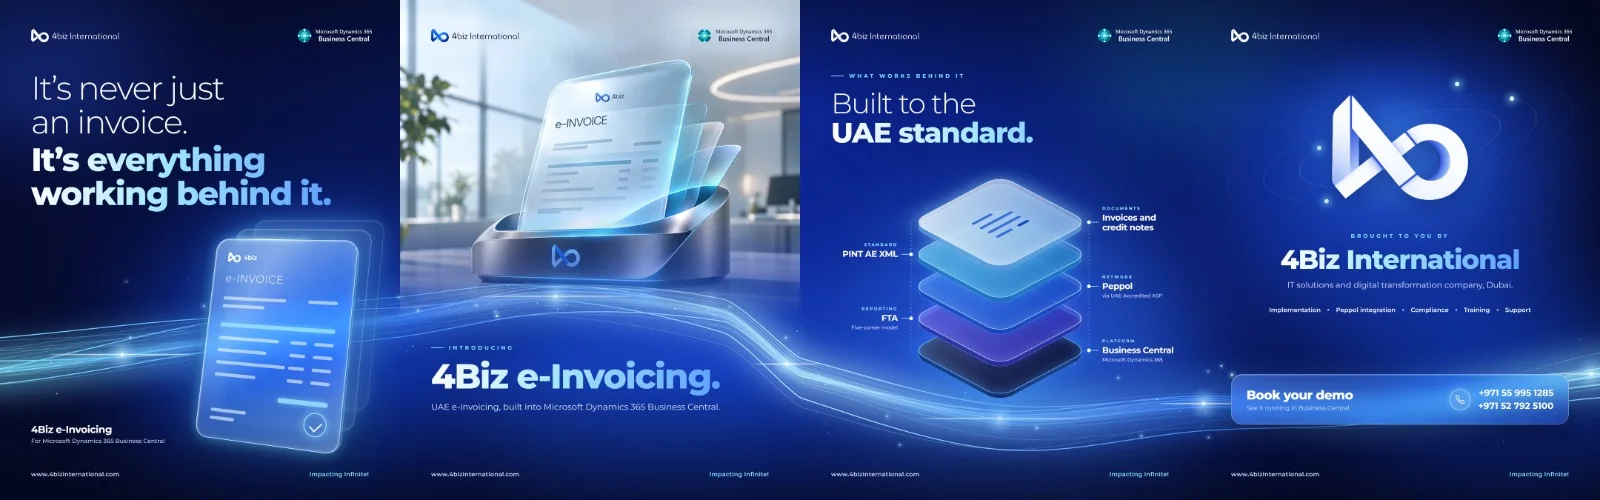 4biz International
Microsoft Dynamics 365
Business Central
It's never just
an invoice.
It's everything
working behind it.
4biz
e-INVOICE
4Biz e-Invoicing
For Microsoft Dynamics 365 Business Central
www.4bizinternational.com
Impacting Infinite!
4biz International
Microsoft Dynamics 365
Business Central
4biz
e-INVOICE
INTRODUCING
4Biz e-Invoicing.
UAE e-invoicing, built into Microsoft Dynamics 365 Business Central.
www.4bizinternational.com
Impacting Infinite!
4biz International
Microsoft Dynamics 365
Business Central
WHAT WORKS BEHIND IT
Built to the
UAE standard.
DOCUMENTS
Invoices and
credit notes
STANDARD
PINT AE XML
NETWORK
Peppol
via UAE Accredited ASP
REPORTING
FTA
Five-corner model
PLATFORM
Business Central
Microsoft Dynamics 365
www.4bizinternational.com
Impacting Infinite!
4biz International
Microsoft Dynamics 365
Business Central
BROUGHT TO YOU BY
4Biz International
IT solutions and digital transformation company, Dubai.
Implementation • Peppol integration • Compliance • Training • Support
Book your demo
See it running in Business Central
+971 55 995 1285
+971 52 792 5100
www.4bizinternational.com
Impacting Infinite!